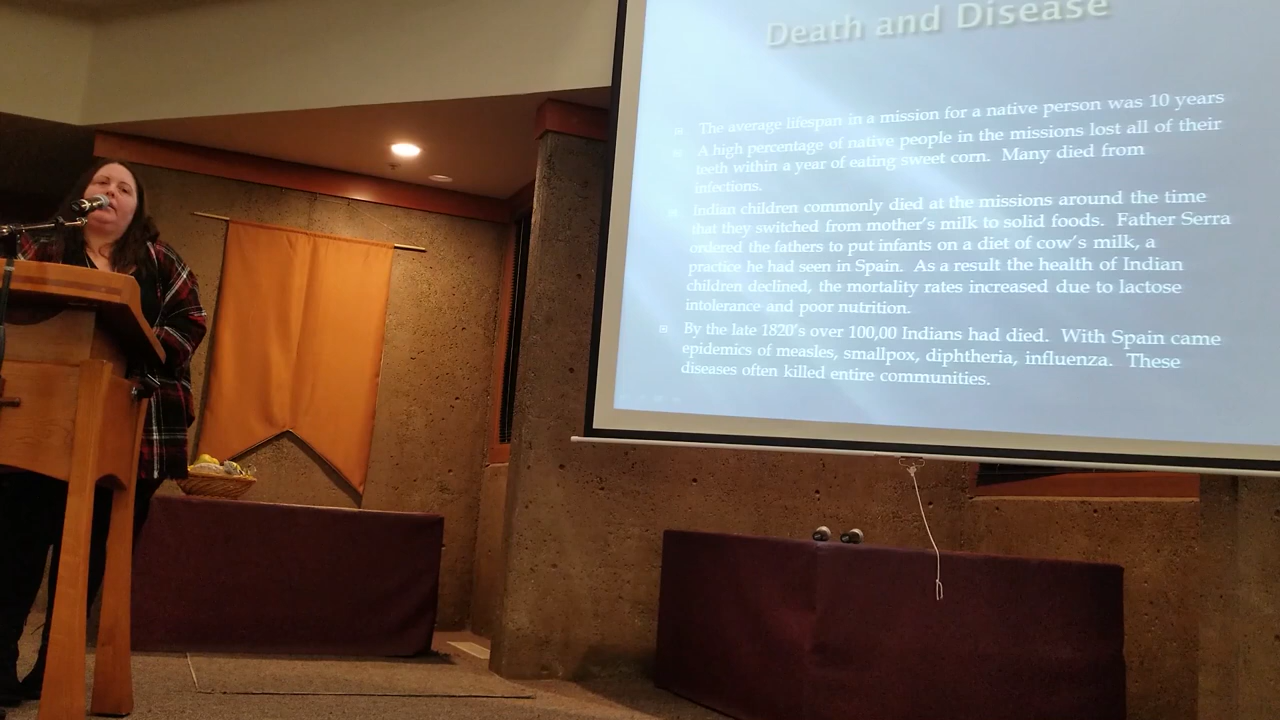 Death and Disease
The average lifespan in a mission for a native person was 10 years
A high percentage of native people in the missions lost all of their
teeth within a year of eating sweet corn. Many died from
infections.
Indian children commonly died at the missions around the time
that they switched from mother's milk to solid foods. Father Serra
ordered the fathers to put infants on a diet of cow's milk, a
practice he had seen in Spain. As a result the health of Indian
children declined, the mortality rates increased due to lactose
intolerance and poor nutrition.
By the late 1820's over 100,00 Indians had died. With Spain came
epidemics of measles, smallpox, diphtheria, influenza. These
diseases often killed entire communities.